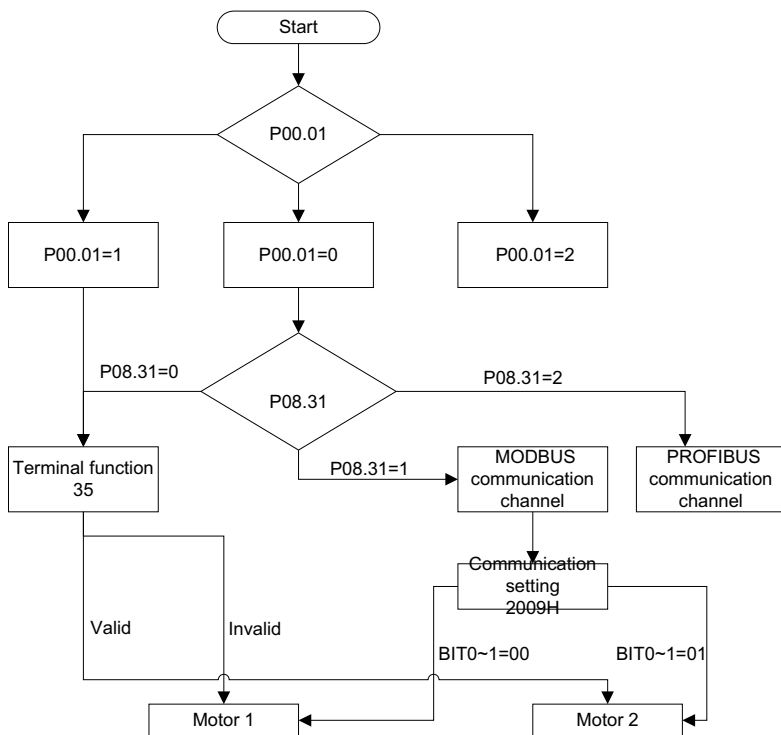 Start
P00.01
P00.01=1
P00.01=0
P00.01=2
P08.31=0
P08.31
P08.31=2
Terminal function
35
P08.31=1
MODBUS
communication
channel
PROFIBUS
communication
channel
Communication
setting
2009H
Valid
Invalid
BIT0~1=00
BIT0~1=01
Motor 1
Motor 2